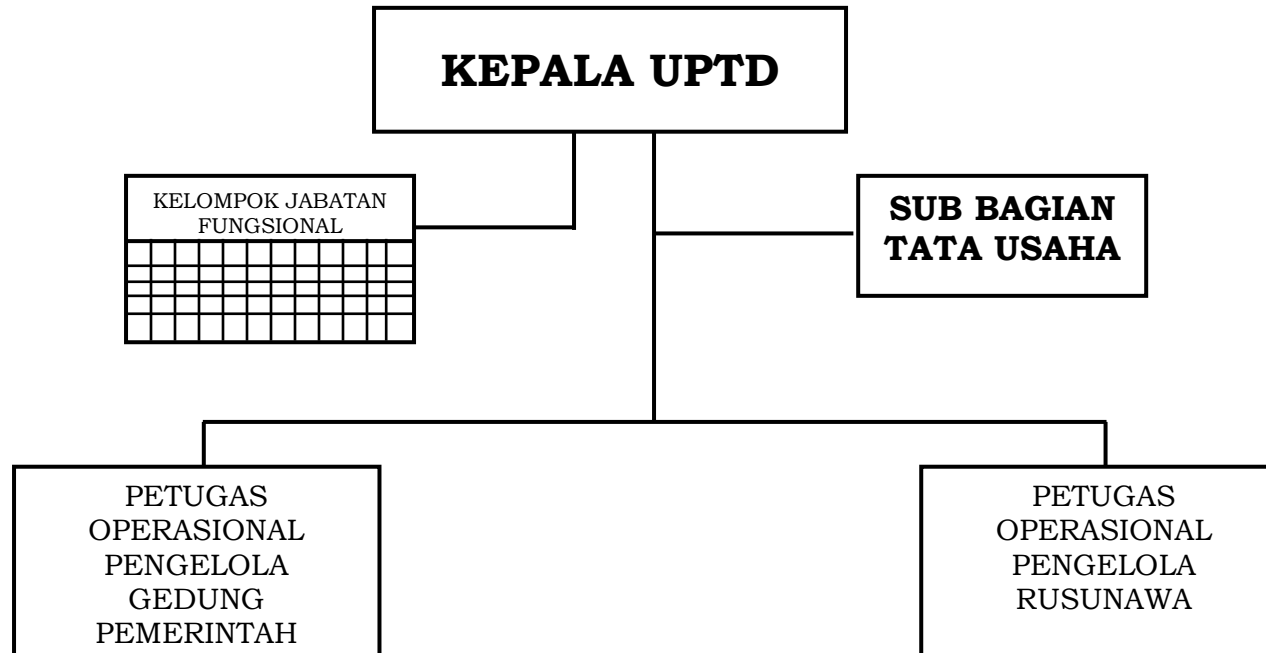 KEPALA UPTD
KELOMPOK JABATAN
FUNGSIONAL
SUB BAGIAN
TATA USAHA
PETUGAS
OPERASIONAL
PENGELOLA
GEDUNG
PEMERINTAH
PETUGAS
OPERASIONAL
PENGELOLA
RUSUNAWA